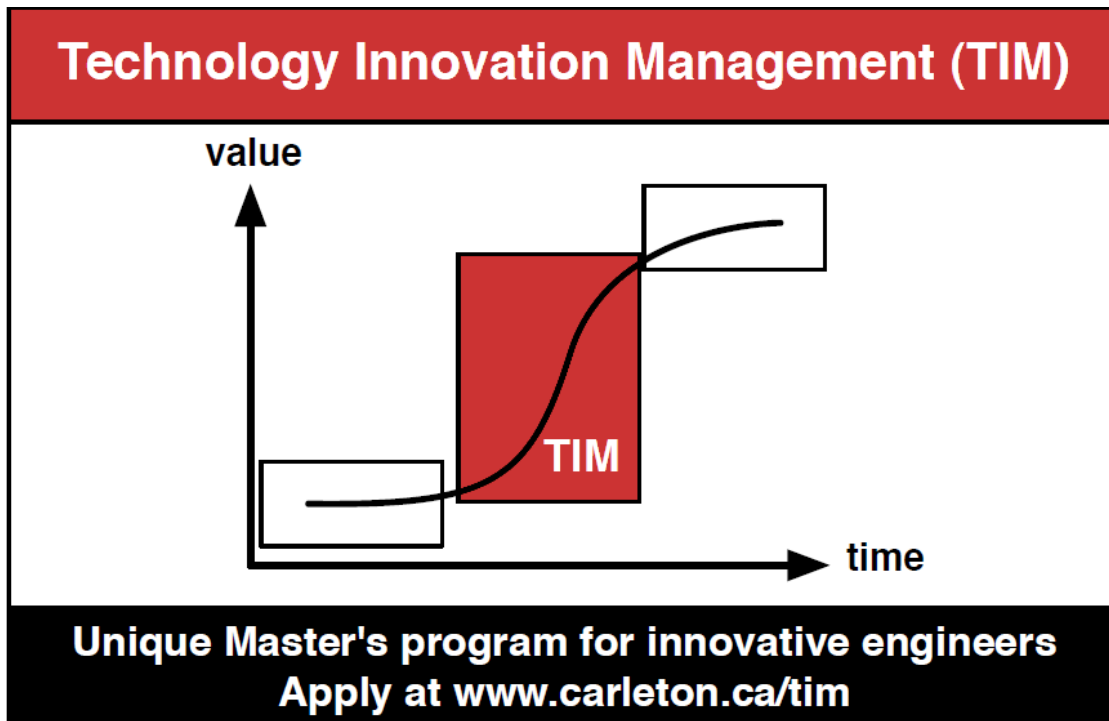 Technology Innovation Management (TIM)
value
TIM
time
Unique Master's program for innovative engineers
Apply at www.carleton.ca/tim